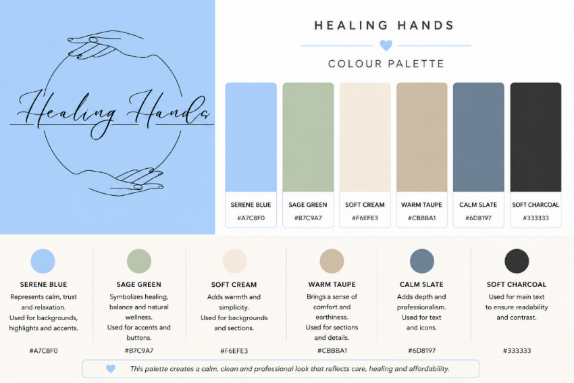 Healing Hands
HEALING HANDS
COLOUR PALETTE
SERENE BLUE
#A7C8F0
SAGE GREEN
#B7C9A7
SOFT CREAM
#F6EFE3
WARM TAUPE
#CBBBA1
CALM SLATE
#6D8197
SOFT CHARCOAL
#333333
SERENE BLUE
Represents calm, trust
and relaxation.
Used for backgrounds,
highlights and accents.
#A7C8F0
SAGE GREEN
Symbolizes healing,
balance and natural
wellness.
Used for accents and
buttons.
#B7C9A7
SOFT CREAM
Adds warmth and
simplicity.
Used for backgrounds
and sections.
#F6EFE3
WARM TAUPE
Brings a sense of
comfort and
earthiness.
Used for sections
and details.
#CBBBA1
CALM SLATE
Adds depth and
professionalism.
Used for text
and icons.
#6D8197
SOFT CHARCOAL
Used for main text
to ensure readability
and contrast.
#333333
This palette creates a calm, clean and professional look that reflects care, healing and affordability.